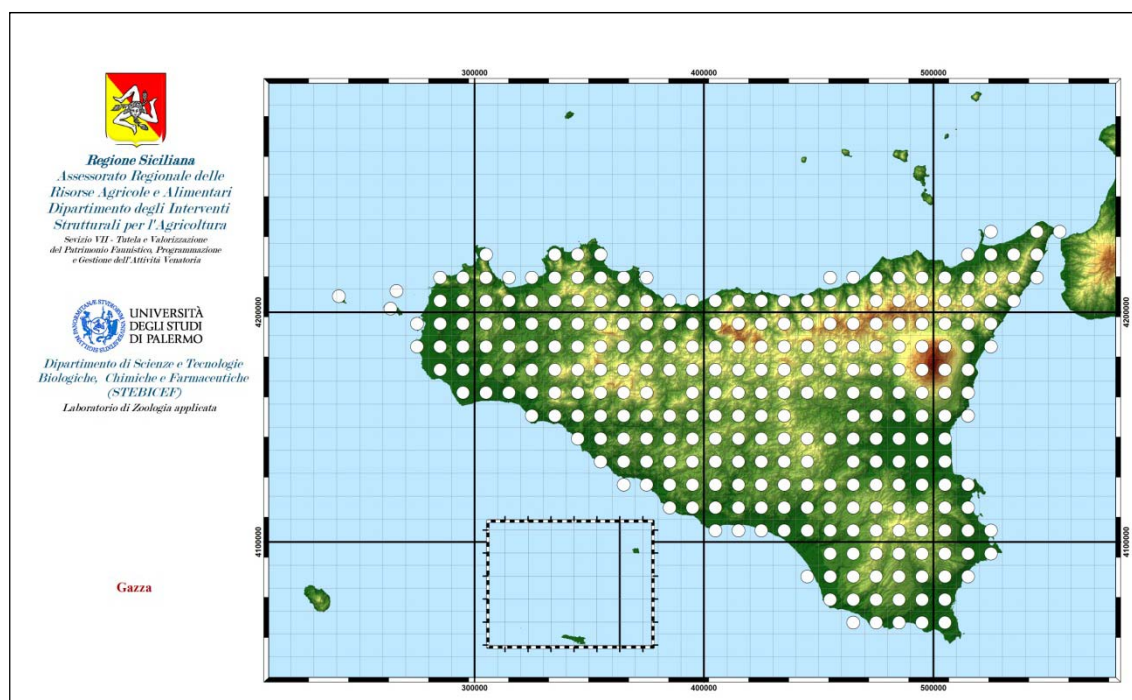 Regione Siciliana
Assessorato Regionale delle
Risorse Agricole e Alimentari
Dipartimento degli Interventi
Strutturali per l'Agricoltura
Sevizio VII - Tutela e Valorizzazione
del Patrimonio Faunistico, Programmazione
e Gestione dell'Attività Venatoria
UNIVERSITÀ
DEGLI STUDI
DI PALERMO
Dipartimento di Scienze e Tecnologie
Biologiche, Chimiche e Farmaceutiche
(STEBICEF)
Laboratorio di Zoologia applicata
Gazza
300000
400000
500000
4200000
4200000
4100000
4100000
300000
400000
500000